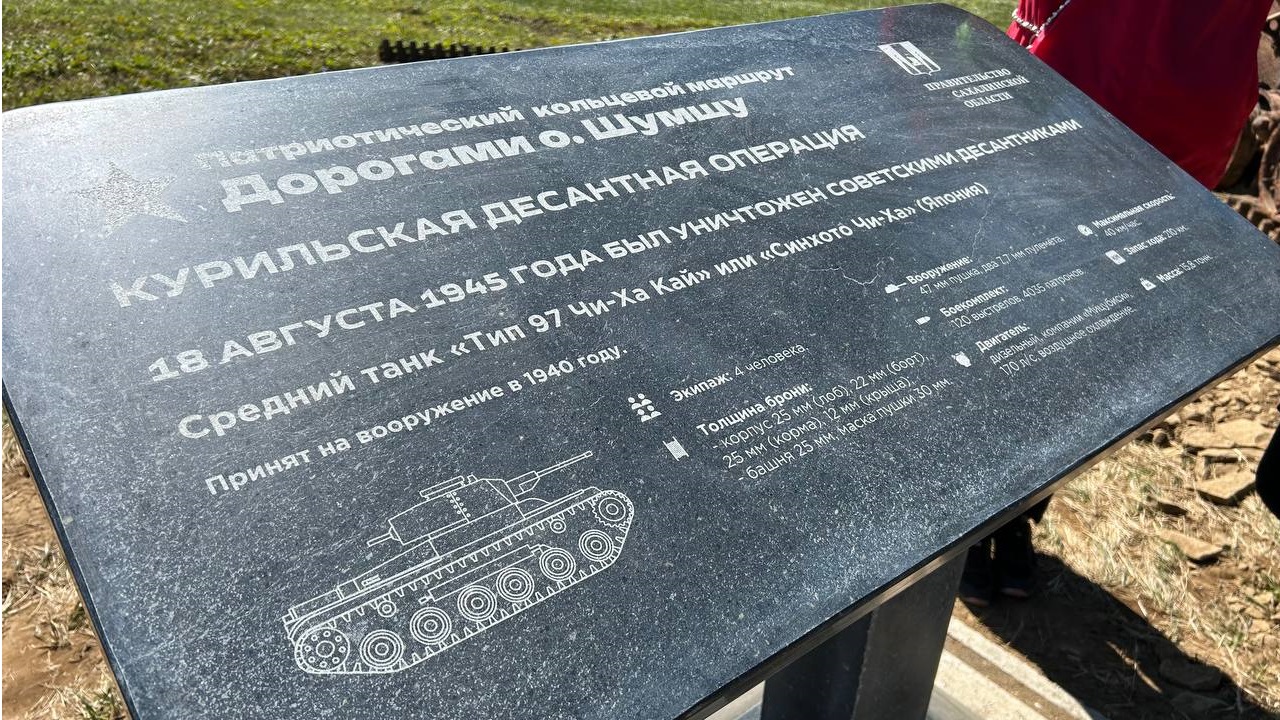 Патриотический кольцевой маршрут
Дорогами о. Шумшу
ПРАВИТЕЛЬСТВО
САХАЛИНСКОЙ
ОБЛАСТИ
КУРИЛЬСКАЯ ДЕСАНТНАЯ ОПЕРАЦИЯ
18 АВГУСТА 1945 ГОДА БЫЛ УНИЧТОЖЕН СОВЕТСКИМИ ДЕСАНТНИКАМИ
Средний танк «Тип 97 Чи-Ха Кай» или «Синхотō Чи-Ха» (Япония)
Принят на вооружение в 1940 году.
Экипаж: 4 человека.
Толщина брони:
- корпус 25 мм (лоб), 22 мм (борт),
25 мм (корма), 12 мм (крыша),
- башня 25 мм, маска пушки 30 мм.
Вооружение:
47 мм пушка, два 7,7 мм пулемёта.
Боекомплект:
120 выстрелов, 4035 патронов
Двигатель:
дизельный, компании «Мицубиси»,
170 л/с воздушное охлаждение.
Максимальная скорость:
40 км/час.
Запас хода: 210 км.
Масса: 15,8 тонн